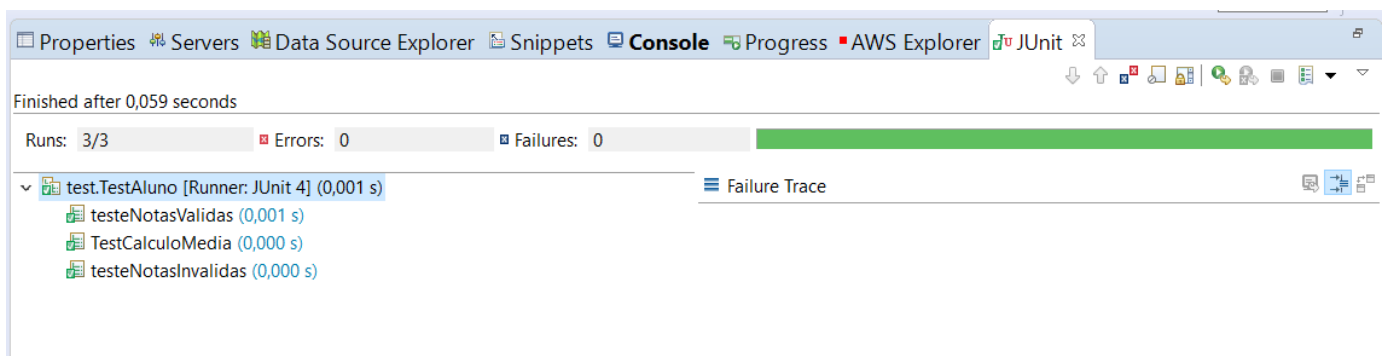 Properties Servers Data Source Explorer Snippets Console Progress AWS Explorer JUnit
Finished after 0,059 seconds
Runs: 3/3 Errors: 0 Failures: 0
test.TestAluno [Runner: JUnit 4] (0,001 s)
Failure Trace
testeNotasValidas (0,001 s)
TestCalculoMedia (0,000 s)
testeNotasInvalidas (0,000 s)